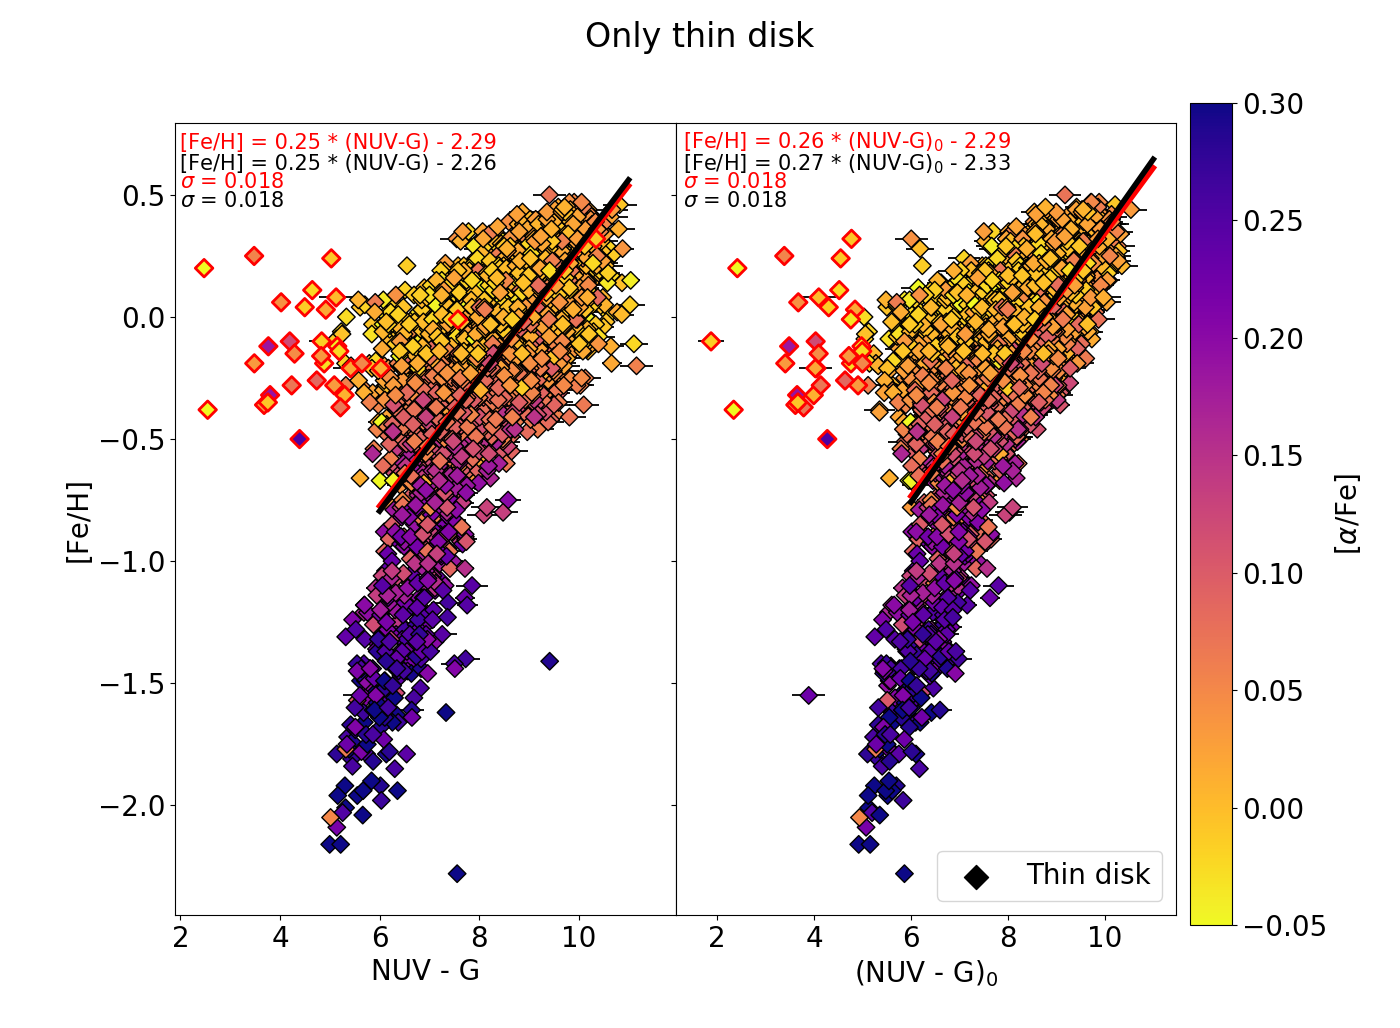 Only thin disk
[Fe/H] = 0.25 * (NUV-G) - 2.29
[Fe/H] = 0.25 * (NUV-G) - 2.26
σ = 0.018
σ = 0.018
[Fe/H] = 0.26 * (NUV-G)₀ - 2.29
[Fe/H] = 0.27 * (NUV-G)₀ - 2.33
σ = 0.018
σ = 0.018
0.5
0.0
−0.5
−1.0
−1.5
−2.0
[Fe/H]
2 4 6 8 10
NUV - G
2 4 6 8 10
(NUV - G)₀
Thin disk
0.30
0.25
0.20
0.15
0.10
0.05
0.00
−0.05
[α/Fe]